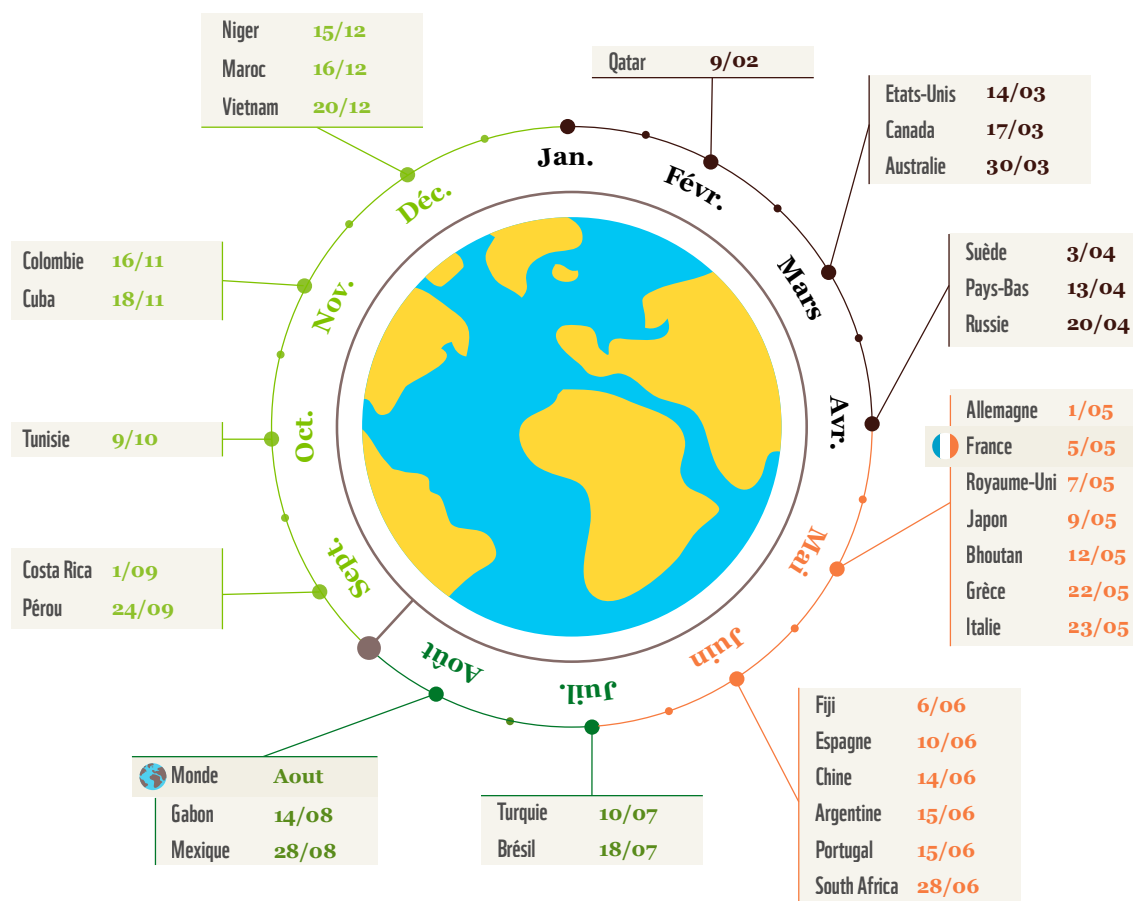 Niger 15/12
Maroc 16/12
Vietnam 20/12
Qatar 9/02
Etats-Unis 14/03
Canada 17/03
Australie 30/03
Jan.
Févr.
Mars
Avr.
Mai
Juin
Juil.
Août
Sept.
Oct.
Nov.
Déc.
Suède 3/04
Pays-Bas 13/04
Russie 20/04
Colombie 16/11
Cuba 18/11
Allemagne 1/05
France 5/05
Royaume-Uni 7/05
Japon 9/05
Bhoutan 12/05
Grèce 22/05
Italie 23/05
Tunisie 9/10
Costa Rica 1/09
Pérou 24/09
Fiji 6/06
Espagne 10/06
Chine 14/06
Argentine 15/06
Portugal 15/06
South Africa 28/06
Monde Aout
Gabon 14/08
Mexique 28/08
Turquie 10/07
Brésil 18/07